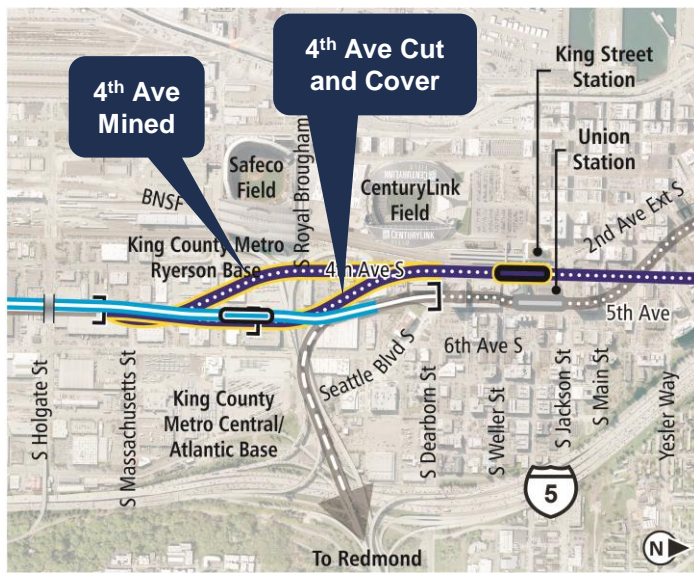 4th Ave
Mined
4th Ave Cut
and Cover
King Street
Station
Union
Station
Safeco
Field
S Royal Brougham
CenturyLink
Field
CENTURYLINK
BNSF
2nd Ave Ext S
King County Metro
Ryerson Base
4th Ave S
5th Ave
6th Ave S
Seattle Blvd S
S Holgate St
S Massachusetts St
King County
Metro Central/
Atlantic Base
S Dearborn St
S Weller St
S Jackson St
S Main St
Yesler Way
5
To Redmond
N